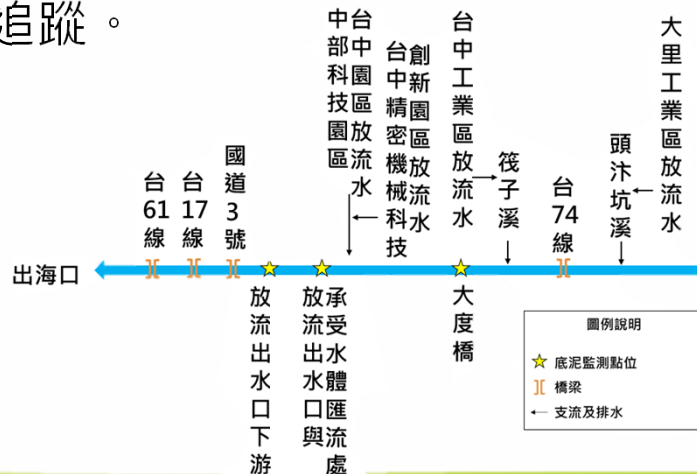 追蹤。
中部科技園區
台中園區放流水
台中精密機械科技
創新園區放流水
台中工業區放流水
筏子溪
台74線
頭汴坑溪
大里工業區放流水
國道3號
台17線
台61線
出海口
放流出水口下游
放流出水口與
承受水體匯流處
大度橋
圖例說明
底泥監測點位
橋梁
支流及排水